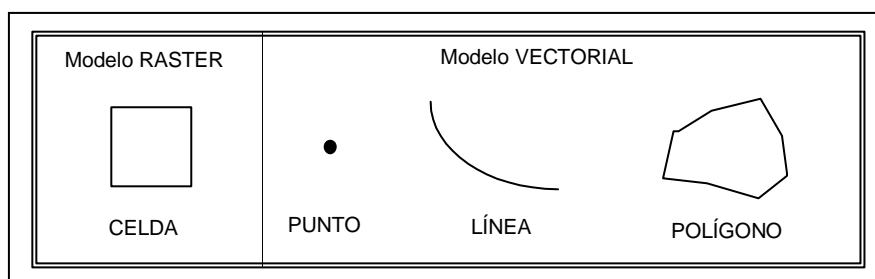 Modelo RASTER
Modelo VECTORIAL
CELDA
PUNTO
LÍNEA
POLÍGONO